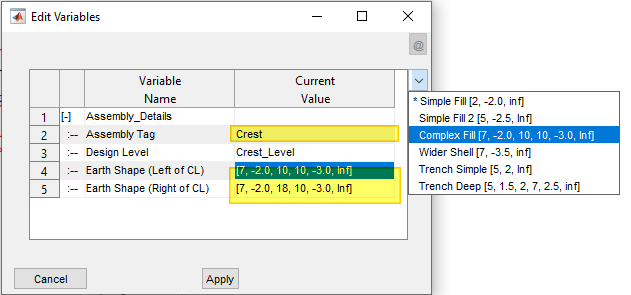 Edit Variables
@
Variable Name Current Value
1 [-] Assembly_Details
2 :-- Assembly Tag Crest
3 :-- Design Level Crest_Level
4 :-- Earth Shape (Left of CL) [7, -2.0, 10, 10, -3.0, Inf]
5 :-- Earth Shape (Right of CL) [7, -2.0, 18, 10, -3.0, Inf]
* Simple Fill [2, -2.0, Inf]
Simple Fill 2 [5, -2.5, Inf]
Complex Fill [7, -2.0, 10, 10, -3.0, Inf]
Wider Shell [7, -3.5, inf]
Trench Simple [5, 2, Inf]
Trench Deep [5, 1.5, 2, 7, 2.5, inf]
Cancel Apply